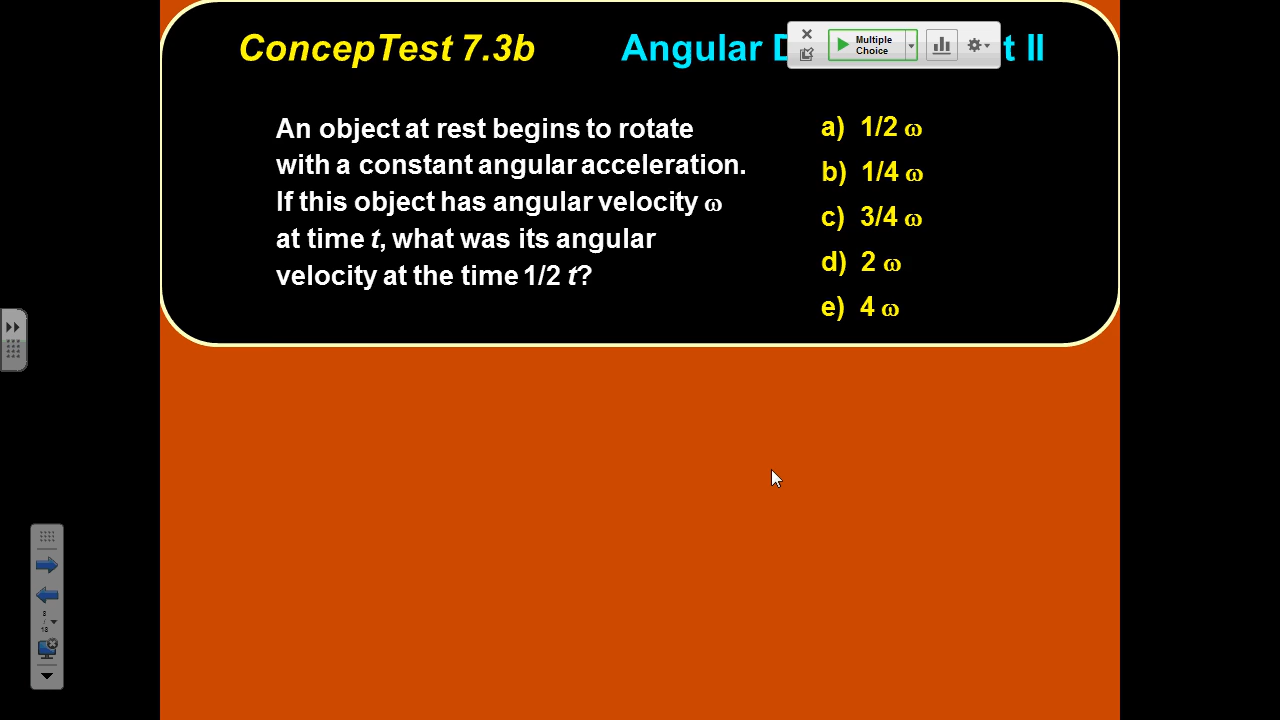 ConcepTest 7.3b Angular t II
Multiple
Choice
An object at rest begins to rotate
with a constant angular acceleration.
If this object has angular velocity ω
at time t, what was its angular
velocity at the time 1/2 t?
a) 1/2 ω
b) 1/4 ω
c) 3/4 ω
d) 2 ω
e) 4 ω
8
/
18